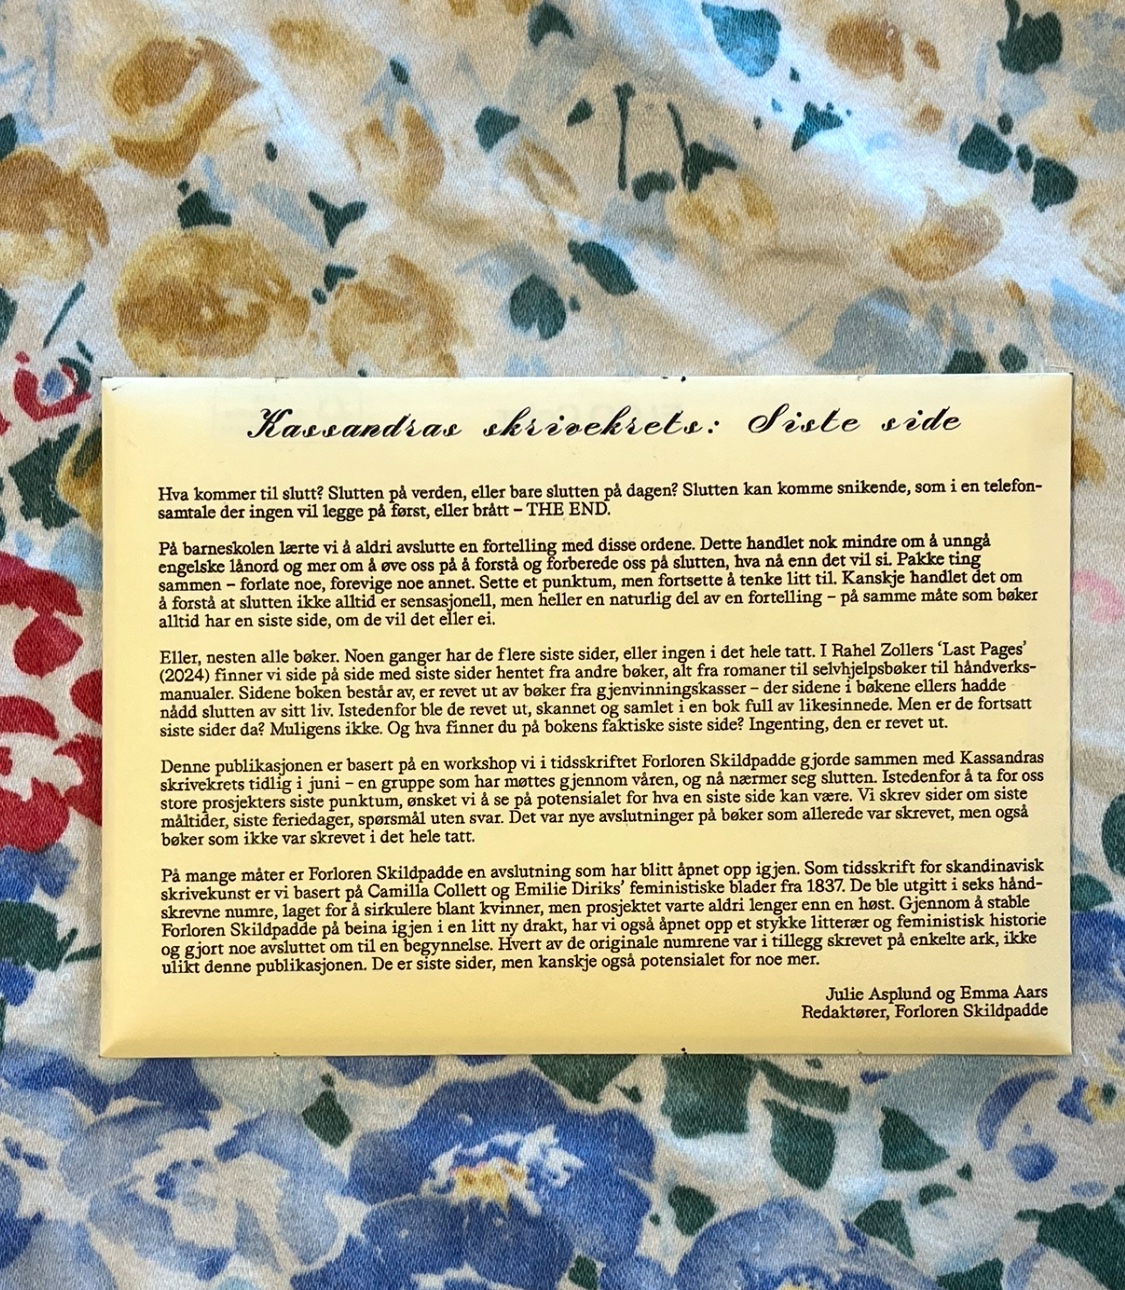 Kassandras skrivekrets: Siste side
Hva kommer til slutt? Slutten på verden, eller bare slutten på dagen? Slutten kan komme snikende, som i en telefon-
samtale der ingen vil legge på først, eller brått – THE END.
På barneskolen lærte vi å aldri avslutte en fortelling med disse ordene. Dette handlet nok mindre om å unngå
engelske lånord og mer om å øve oss på å forstå og forberede oss på slutten, hva nå enn det vil si. Pakke ting
sammen – forlate noe, forevige noe annet. Sette et punktum, men fortsette å tenke litt til. Kanskje handlet det om
å forstå at slutten ikke alltid er sensasjonell, men heller en naturlig del av en fortelling – på samme måte som bøker
alltid har en siste side, om de vil det eller ei.
Eller, nesten alle bøker. Noen ganger har de flere siste sider, eller ingen i det hele tatt. I Rahel Zollers ‘Last Pages’
(2024) finner vi side på side med siste sider hentet fra andre bøker, alt fra romaner til selvhjelpsbøker til håndverks-
manualer. Sidene boken består av, er revet ut av bøker fra gjenvinningskasser – der sidene i bøkene ellers hadde
nådd slutten av sitt liv. Istedenfor ble de revet ut, skannet og samlet i en bok full av likesinnede. Men er de fortsatt
siste sider da? Muligens ikke. Og hva finner du på bokens faktiske siste side? Ingenting, den er revet ut.
Denne publikasjonen er basert på en workshop vi i tidsskriftet Forloren Skildpadde gjorde sammen med Kassandras
skrivekrets tidlig i juni – en gruppe som har møttes gjennom våren, og nå nærmer seg slutten. Istedenfor å ta for oss
store prosjekters siste punktum, ønsket vi å se på potensialet for hva en siste side kan være. Vi skrev sider om siste
måltider, siste feriedager, spørsmål uten svar. Det var nye avslutninger på bøker som allerede var skrevet, men også
bøker som ikke var skrevet i det hele tatt.
På mange måter er Forloren Skildpadde en avslutning som har blitt åpnet opp igjen. Som tidsskrift for skandinavisk
skrivekunst er vi basert på Camilla Collett og Emilie Diriks’ feministiske blader fra 1837. De ble utgitt i seks hånd-
skrevne numre, laget for å sirkulere blant kvinner, men prosjektet varte aldri lenger enn en høst. Gjennom å stable
Forloren Skildpadde på beina igjen i en litt ny drakt, har vi også åpnet opp et stykke litterær og feministisk historie
og gjort noe avsluttet om til en begynnelse. Hvert av de originale numrene var i tillegg skrevet på enkelte ark, ikke
ulikt denne publikasjonen. De er siste sider, men kanskje også potensialet for noe mer.
Julie Asplund og Emma Aars
Redaktører, Forloren Skildpadde